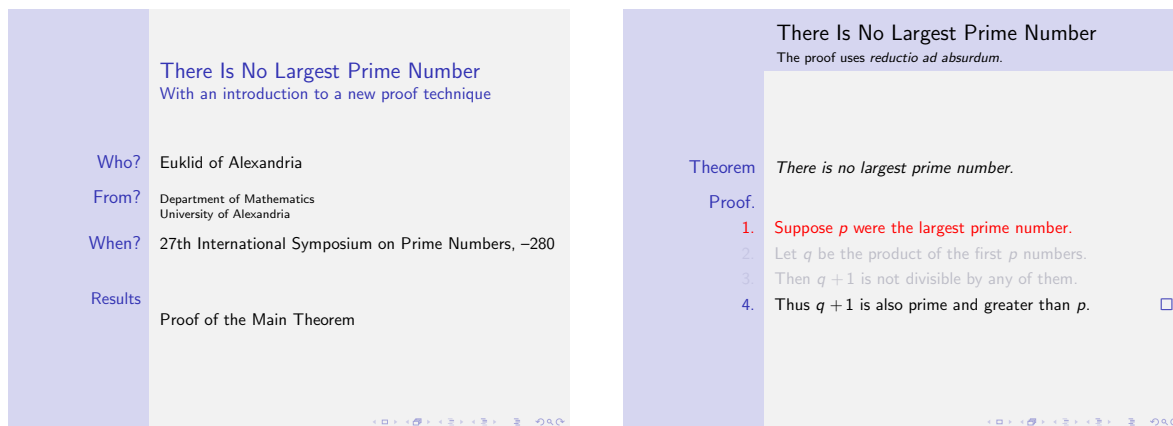 There Is No Largest Prime Number
With an introduction to a new proof technique
Who? Euklid of Alexandria
From? Department of Mathematics
University of Alexandria
When? 27th International Symposium on Prime Numbers, –280
Results
Proof of the Main Theorem
There Is No Largest Prime Number
The proof uses reductio ad absurdum.
Theorem There is no largest prime number.
Proof.
1. Suppose p were the largest prime number.
2. Let q be the product of the first p numbers.
3. Then q + 1 is not divisible by any of them.
4. Thus q + 1 is also prime and greater than p. □